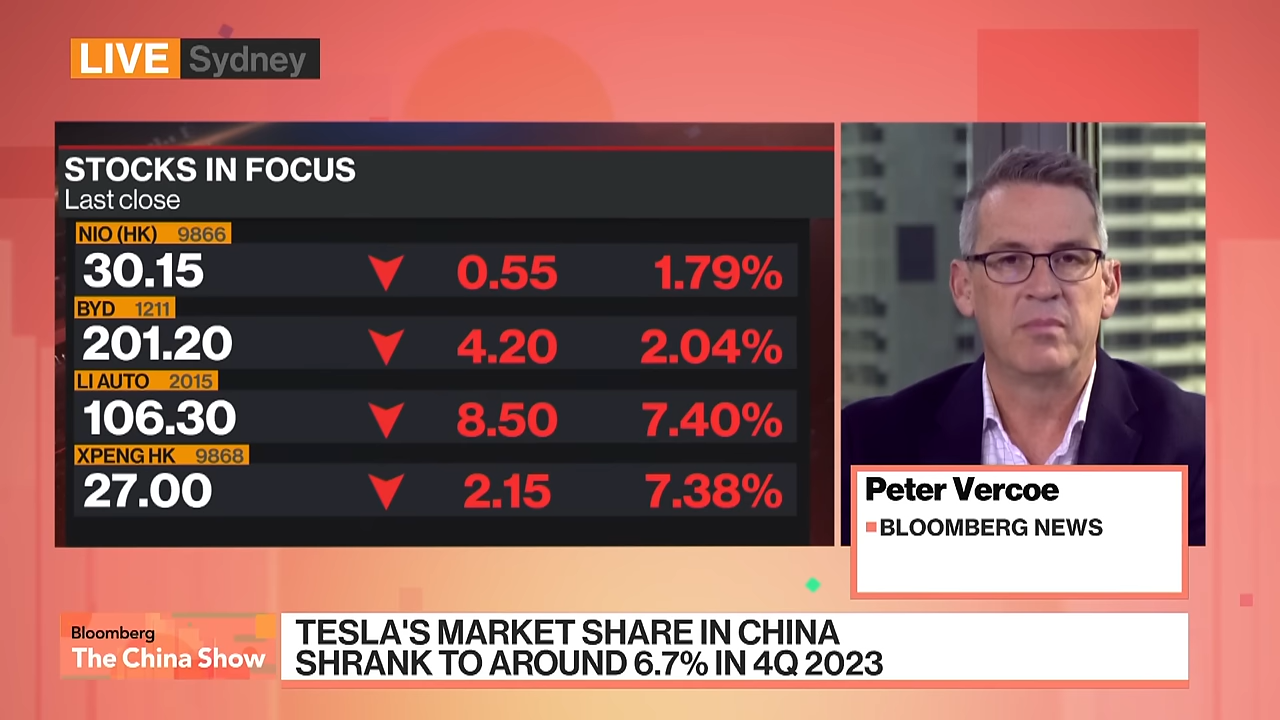 LIVE Sydney
STOCKS IN FOCUS
Last close
NIO (HK) 9866
30.15 0.55 1.79%
BYD 1211
201.20 4.20 2.04%
LI AUTO 2015
106.30 8.50 7.40%
XPENG HK 9868
27.00 2.15 7.38%
Peter Vercoe
BLOOMBERG NEWS
Bloomberg
The China Show
TESLA'S MARKET SHARE IN CHINA
SHRANK TO AROUND 6.7% IN 4Q 2023